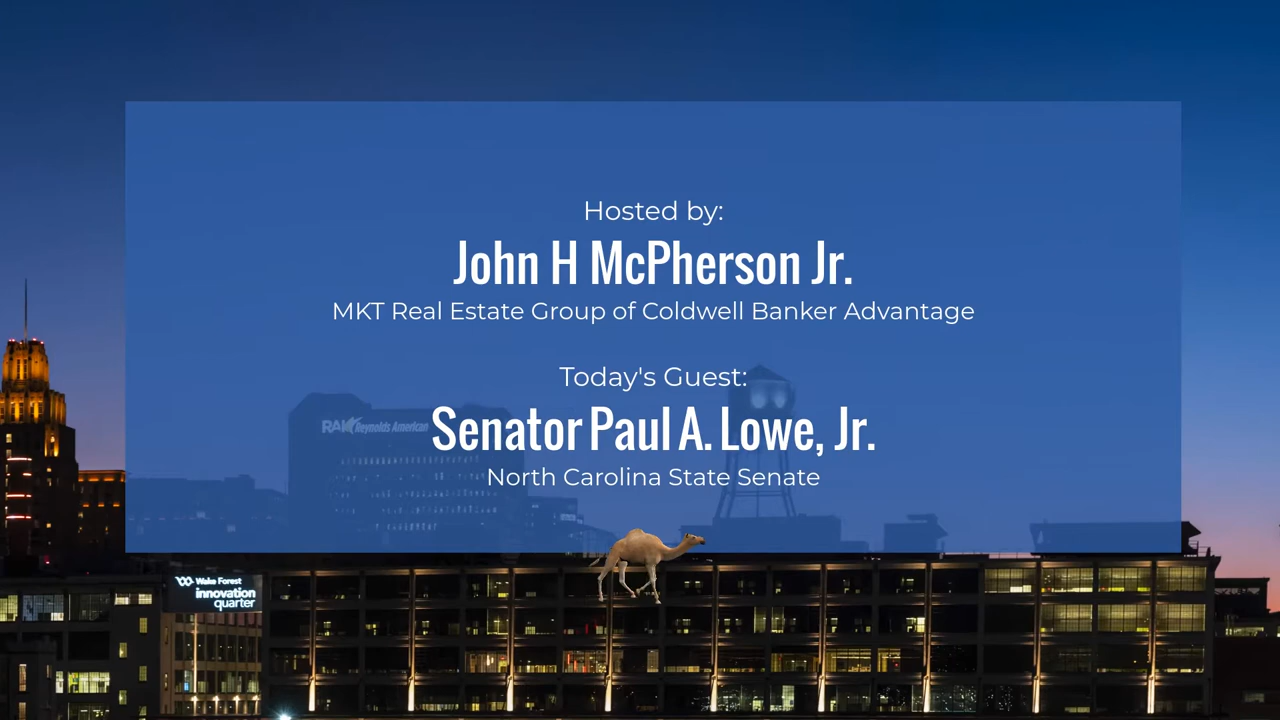 Hosted by:
John H McPherson Jr.
MKT Real Estate Group of Coldwell Banker Advantage
Today's Guest:
RAI Reynolds American
Senator Paul A. Lowe, Jr.
North Carolina State Senate
Wake Forest
innovation
quarter